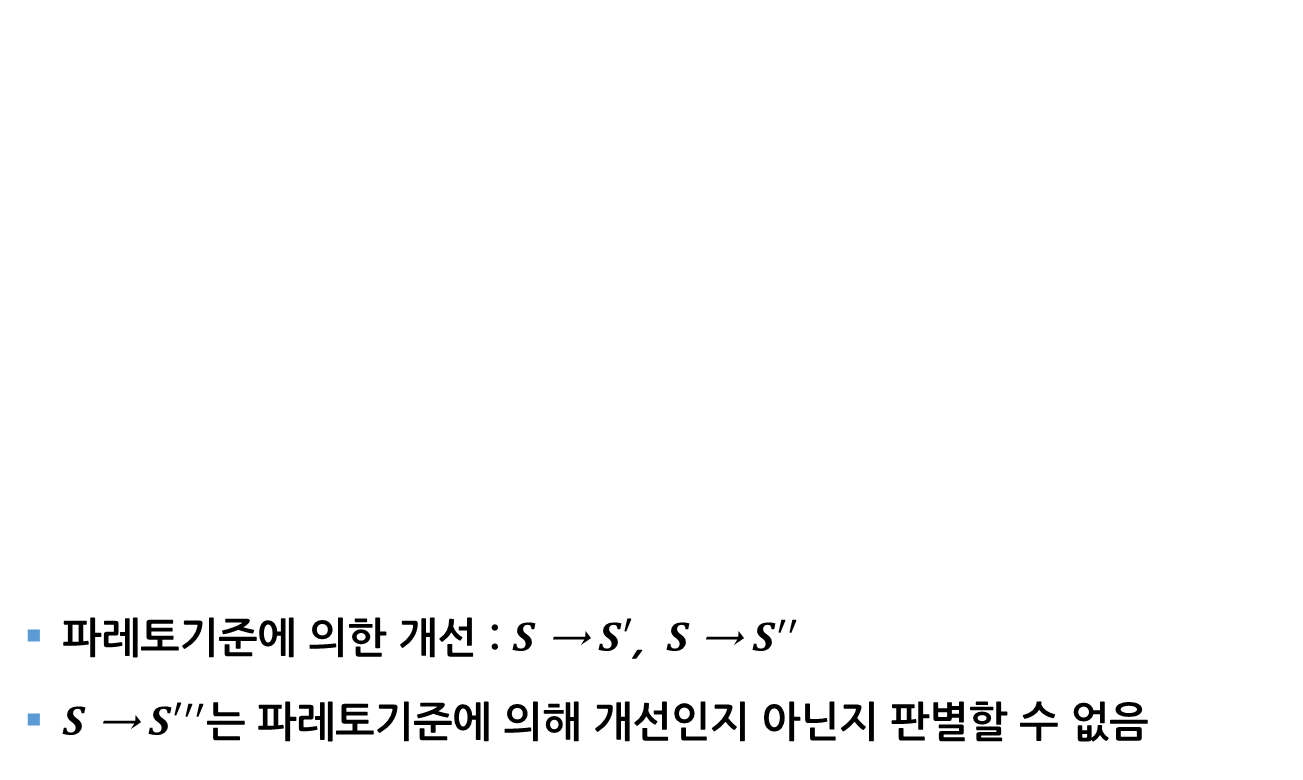 ▪ 파레토기준에 의한 개선 : S → S′, S → S′′
▪ S → S′′′는 파레토기준에 의해 개선인지 아닌지 판별할 수 없음